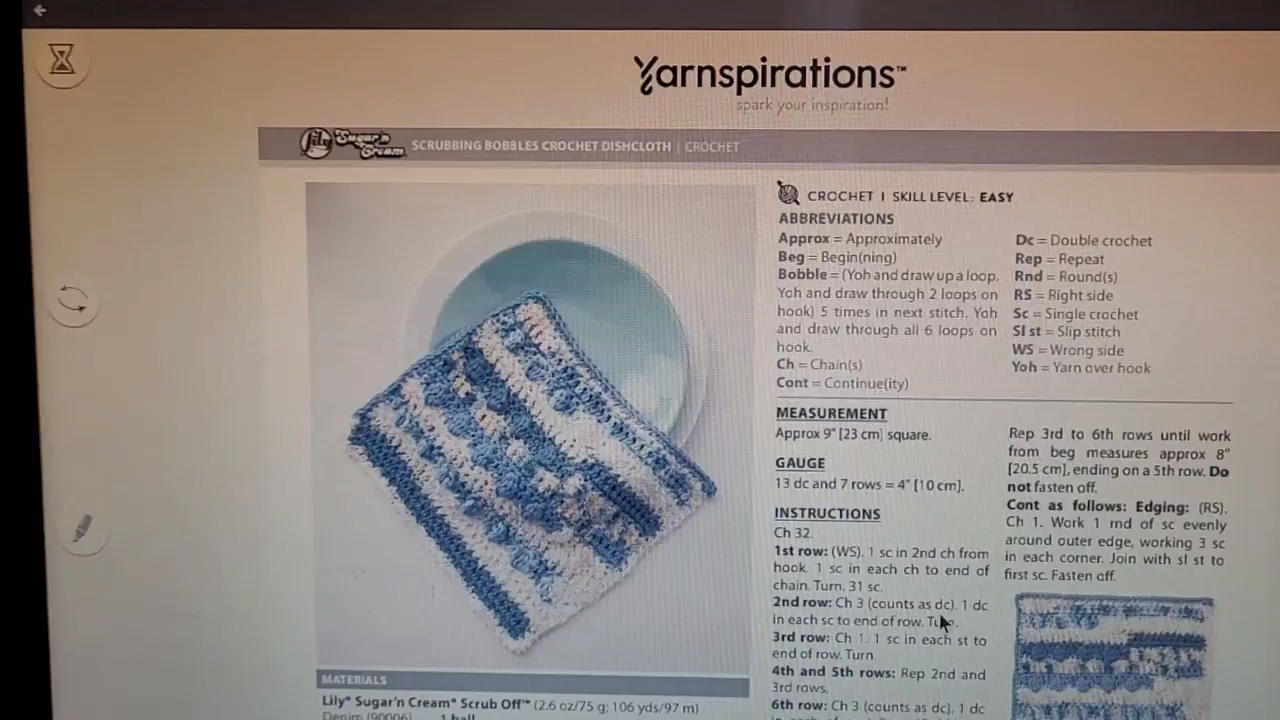 Yarnspirations™
spark your inspiration!
Lily Sugar'n Cream SCRUBBING BOBBLES CROCHET DISHCLOTH | CROCHET
CROCHET I SKILL LEVEL: EASY
ABBREVIATIONS
Approx = Approximately
Beg = Begin(ning)
Bobble = (Yoh and draw up a loop.
Yoh and draw through 2 loops on
hook) 5 times in next stitch. Yoh
and draw through all 6 loops on
hook.
Ch = Chain(s)
Cont = Continue(ity)
Dc = Double crochet
Rep = Repeat
Rnd = Round(s)
RS = Right side
Sc = Single crochet
Sl st = Slip stitch
WS = Wrong side
Yoh = Yarn over hook
MEASUREMENT
Approx 9" [23 cm] square.
GAUGE
13 dc and 7 rows = 4" [10 cm].
INSTRUCTIONS
Ch 32.
1st row: (WS). 1 sc in 2nd ch from
hook. 1 sc in each ch to end of
chain. Turn. 31 sc.
2nd row: Ch 3 (counts as dc). 1 dc
in each sc to end of row. Turn.
3rd row: Ch 1. 1 sc in each st to
end of row. Turn.
4th and 5th rows: Rep 2nd and
3rd rows.
6th row: Ch 3 (counts as dc). 1 dc
Rep 3rd to 6th rows until work
from beg measures approx 8"
[20.5 cm], ending on a 5th row. Do
not fasten off.
Cont as follows: Edging: (RS).
Ch 1. Work 1 rnd of sc evenly
around outer edge, working 3 sc
in each corner. Join with sl st to
first sc. Fasten off.
MATERIALS
Lily® Sugar'n Cream® Scrub Off™ (2.6 oz/75 g; 106 yds/97 m)
Denim (90006) 1 ball